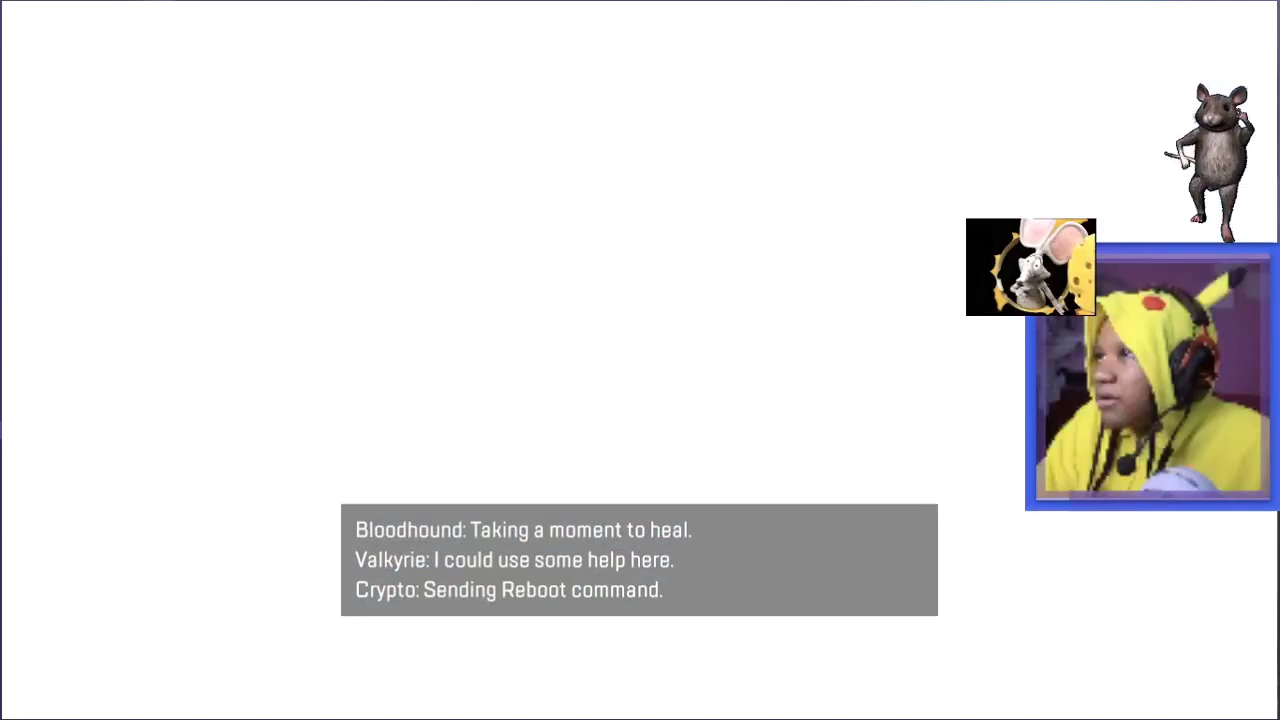 Bloodhound: Taking a moment to heal.
Valkyrie: I could use some help here.
Crypto: Sending Reboot command.